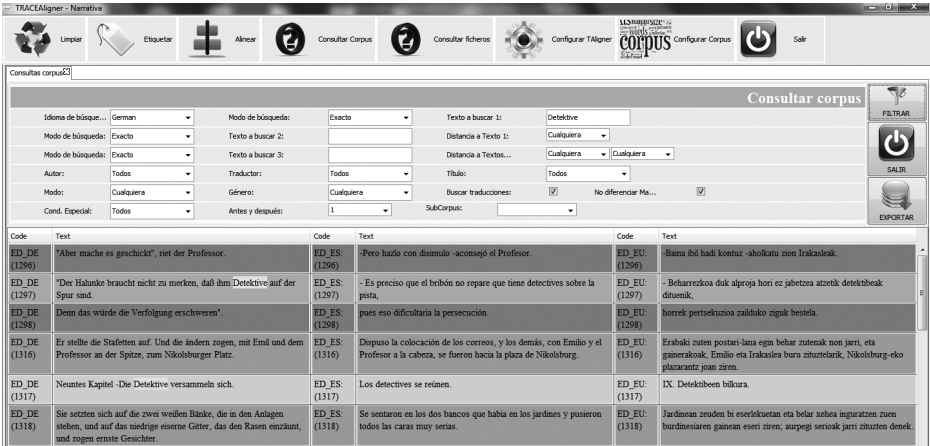 TRACEAligner - Narrativa
Limpiar
Etiquetar
Alinear
Consultar Corpus
Consultar ficheros
Configurar TAligner
words
CORPUS
Configurar Corpus
Salir
Consultas corpus
Consultar corpus
Idioma de búsque... German
Modo de búsqueda: Exacto
Texto a buscar 1: Detektive
FILTRAR
Modo de búsqueda: Exacto
Texto a buscar 2:
Distancia a Texto 1: Cualquiera
Modo de búsqueda: Exacto
Texto a buscar 3:
Distancia a Textos... Cualquiera Cualquiera
Autor: Todos
Traductor: Todos
Título: Todos
SALIR
Modo: Cualquiera
Género: Cualquiera
Buscar traducciones:
No diferenciar Ma...
Cond. Especial: Todos
Antes y después: 1
SubCorpus:
EXPORTAR
Code Text Code Text Code Text
ED_DE
(1296)
"Aber mache es geschickt", riet der Professor.
ED_ES:
(1296)
-Pero hazlo con disimulo -aconsejó el Profesor.
ED_EU:
(1296)
-Baina ibil hadi kontuz -aholkatu zion Irakasleak.
ED_DE
(1297)
"Der Halunke braucht nicht zu merken, daß ihm Detektive auf der
Spur sind.
ED_ES:
(1297)
- Es preciso que el bribón no repare que tiene detectives sobre la
pista,
ED_EU:
(1297)
- Beharrezkoa duk alproja hori ez jabetzea atzetik detektibeak
dituenik,
ED_DE
(1298)
Denn das würde die Verfolgung erschweren".
ED_ES:
(1298)
pues eso dificultaría la persecución.
ED_EU:
(1298)
horrek pertsekuzioa zailduko ziguk bestela.
ED_DE
(1316)
Er stellte die Stafetten auf. Und die ändern zogen, mit Emil und dem
Professor an der Spitze, zum Nikolsburger Platz.
ED_ES:
(1316)
Dispuso la colocación de los correos, y los demás, con Emilio y el
Profesor a la cabeza, se fueron hacia la plaza de Nikolsburg.
ED_EU:
(1316)
Erabaki zuten postari-lana egin behar zutenak non jarri, eta
gainerakoak, Emilio eta Irakaslea buru zituztelarik, Nikolsburg-eko
plazarantz joan ziren.
ED_DE
(1317)
Neuntes Kapitel -Die Detektive versammeln sich.
ED_ES:
(1317)
Los detectives se reúnen.
ED_EU:
(1317)
IX. Detektibeen bilkura.
ED_DE
(1318)
Sie setzten sich auf die zwei weißen Bänke, die in den Anlagen
stehen, und auf das niedrige eiserne Gitter, das den Rasen einzäunt,
und zogen ernste Gesichter.
ED_ES:
(1318)
Se sentaron en los dos bancos que había en los jardines y pusieron
todos las caras muy serias.
ED_EU:
(1318)
Jardinean zeuden bi eserlekuetan eta belar xehea inguratzen zuen
burdinesiaren gainean eseri ziren; aurpegi serioak jarri zituzten denek.